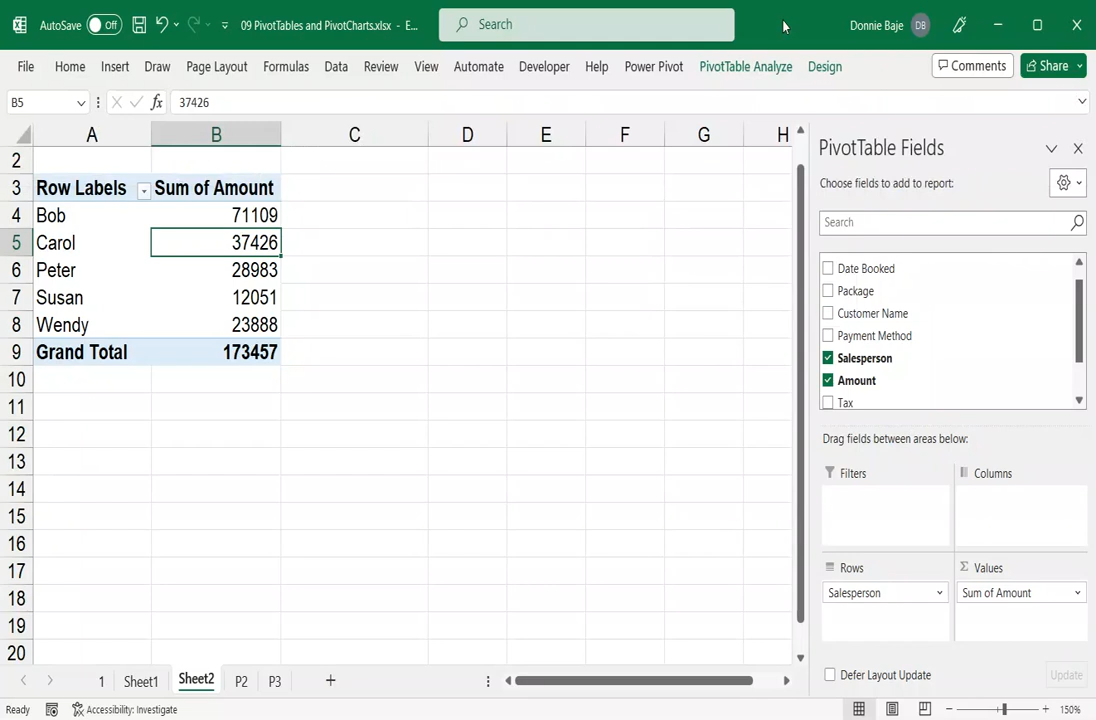 AutoSave Off 09 PivotTables and PivotCharts.xlsx - E... Search Donnie Baje DB
File Home Insert Draw Page Layout Formulas Data Review View Automate Developer Help Power Pivot PivotTable Analyze Design Comments Share
B5 fx 37426
A B C D E F G H
2
3 Row Labels Sum of Amount
4 Bob 71109
5 Carol 37426
6 Peter 28983
7 Susan 12051
8 Wendy 23888
9 Grand Total 173457
10
11
12
13
14
15
16
17
18
19
20
PivotTable Fields
Choose fields to add to report:
Search
Date Booked
Package
Customer Name
Payment Method
Salesperson
Amount
Tax
Drag fields between areas below:
Filters Columns
Rows Σ Values
Salesperson Sum of Amount
Defer Layout Update Update
1 Sheet1 Sheet2 P2 P3 +
Ready Accessibility: Investigate 150%